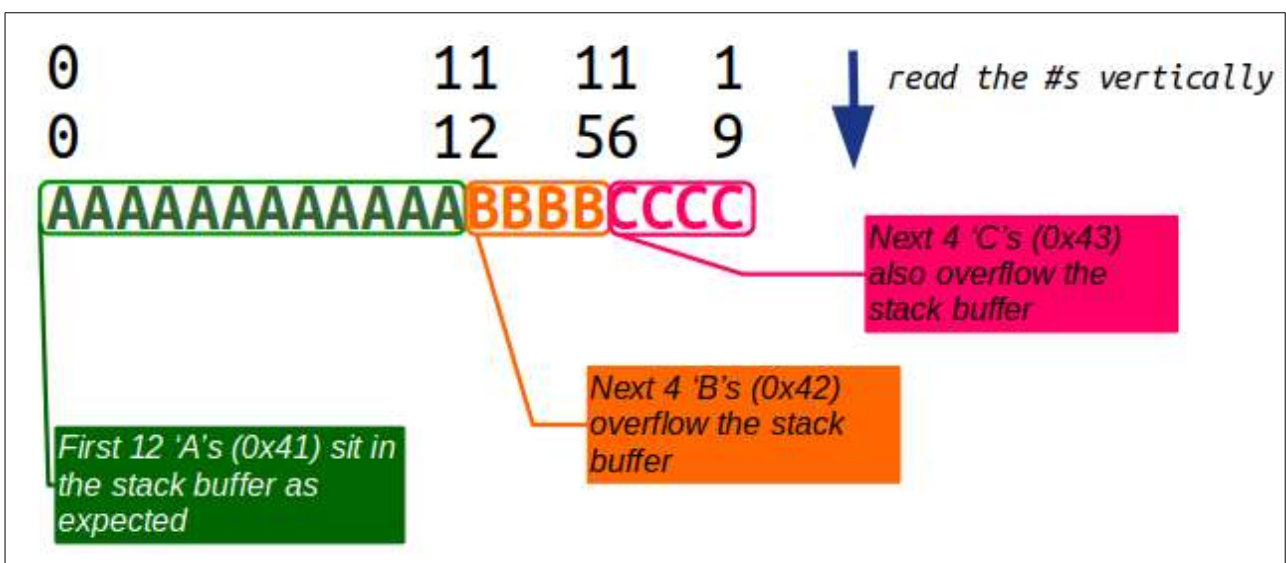 0 11 11 1 read the #s vertically
0 12 56 9
AAAAAAAAAAAABBBBCCCC
Next 4 ‘C’s (0x43)
also overflow the
stack buffer
Next 4 ‘B’s (0x42)
overflow the stack
buffer
First 12 ‘A’s (0x41) sit in
the stack buffer as
expected